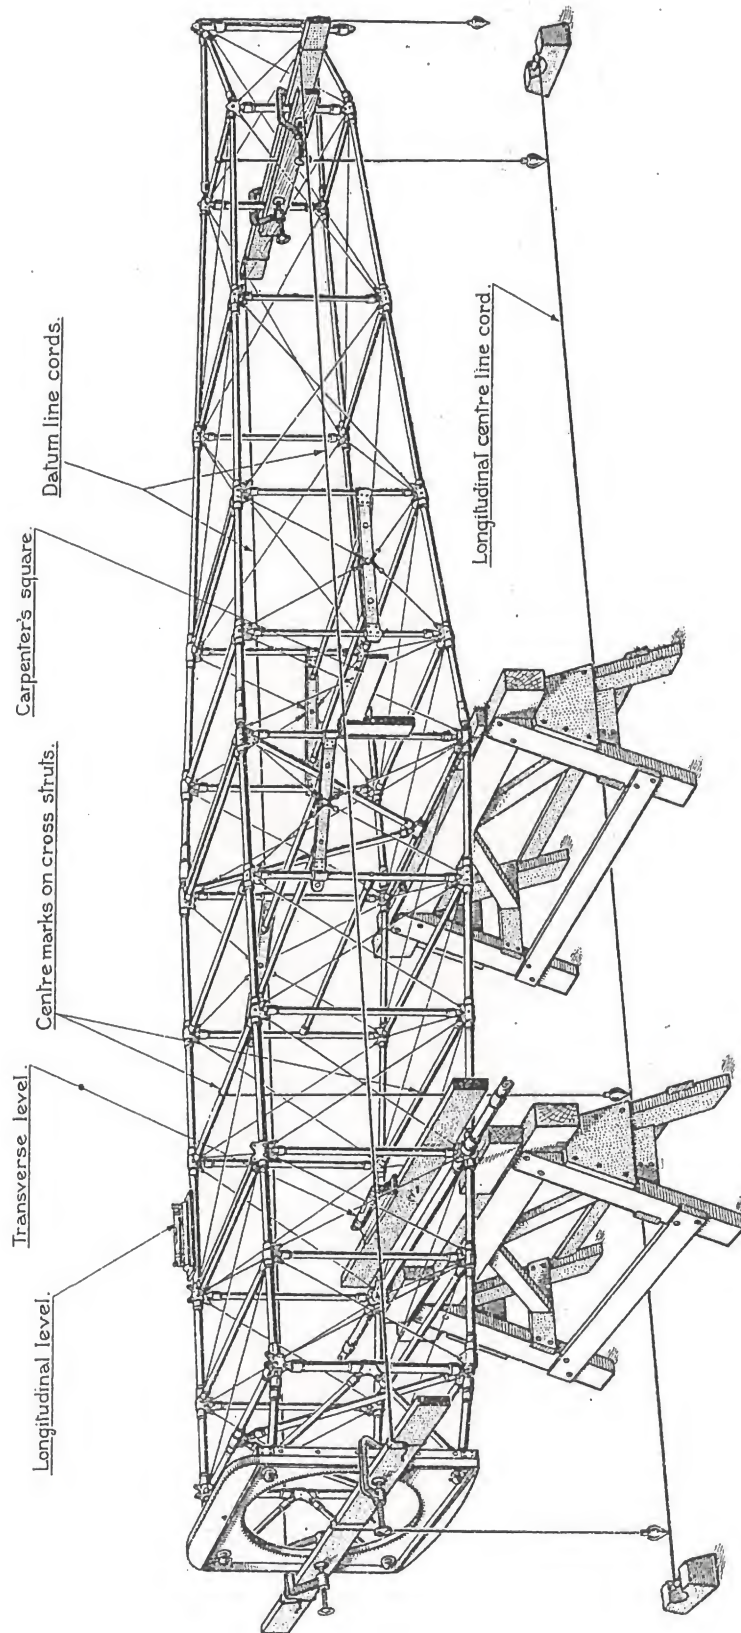 Longitudinal level.
Transverse level.
Centre marks on cross struts.
Carpenter's square.
Datum line cords.
Longitudinal centre line cord.